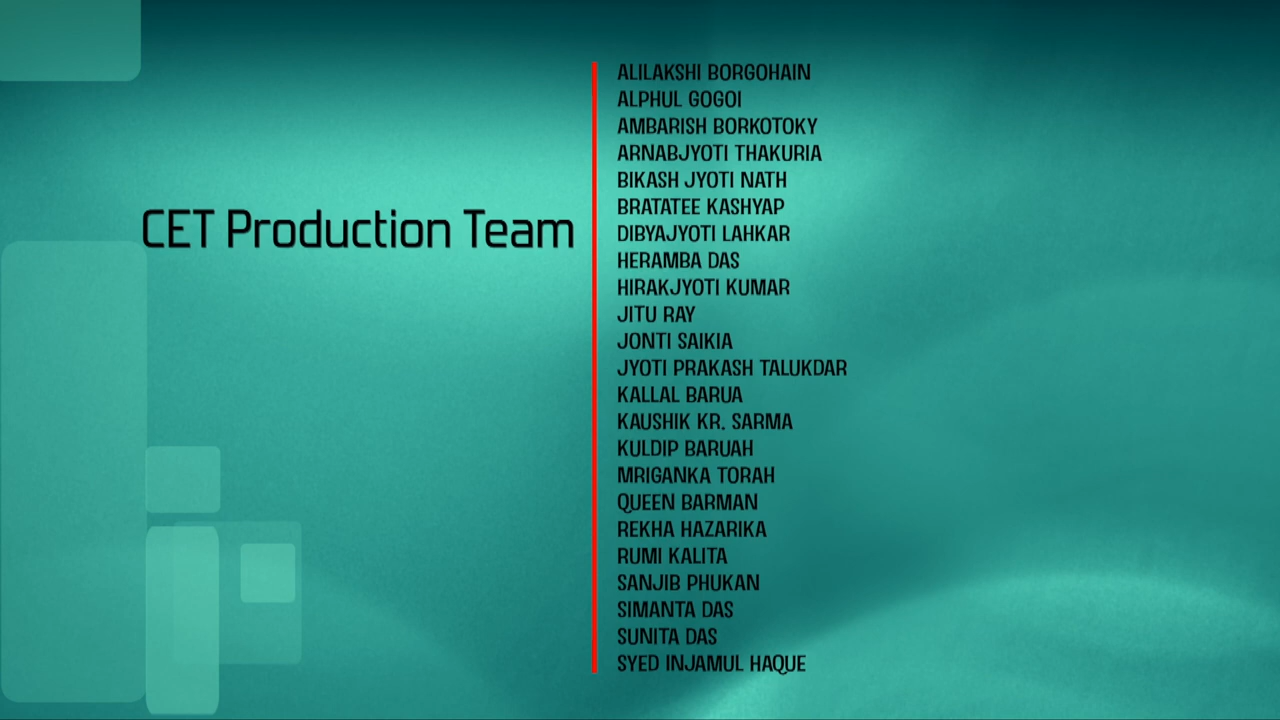 CET Production Team
ALILAKSHI BORGOHAIN
ALPHUL GOGOI
AMBARISH BORKOTOKY
ARNABJYOTI THAKURIA
BIKASH JYOTI NATH
BRATATEE KASHYAP
DIBYAJYOTI LAHKAR
HERAMBA DAS
HIRAKJYOTI KUMAR
JITU RAY
JONTI SAIKIA
JYOTI PRAKASH TALUKDAR
KALLAL BARUA
KAUSHIK KR. SARMA
KULDIP BARUAH
MRIGANKA TORAH
QUEEN BARMAN
REKHA HAZARIKA
RUMI KALITA
SANJIB PHUKAN
SIMANTA DAS
SUNITA DAS
SYED INJAMUL HAQUE